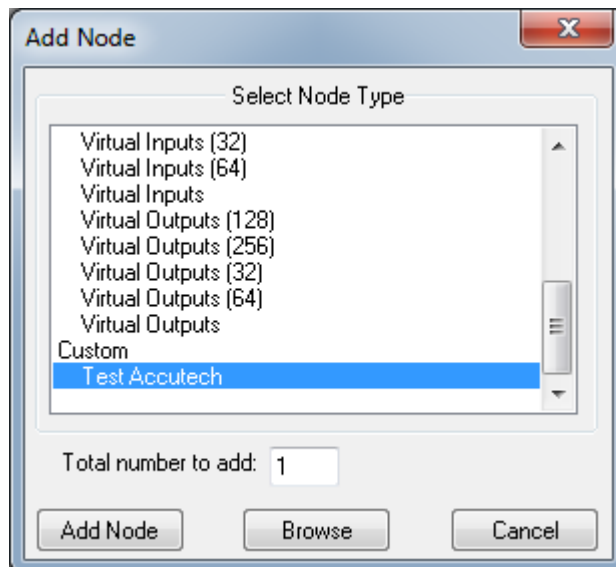 Add Node
Select Node Type
Virtual Inputs (32)
Virtual Inputs (64)
Virtual Inputs
Virtual Outputs (128)
Virtual Outputs (256)
Virtual Outputs (32)
Virtual Outputs (64)
Virtual Outputs
Custom
Test Accutech
Total number to add: 1
Add Node Browse Cancel